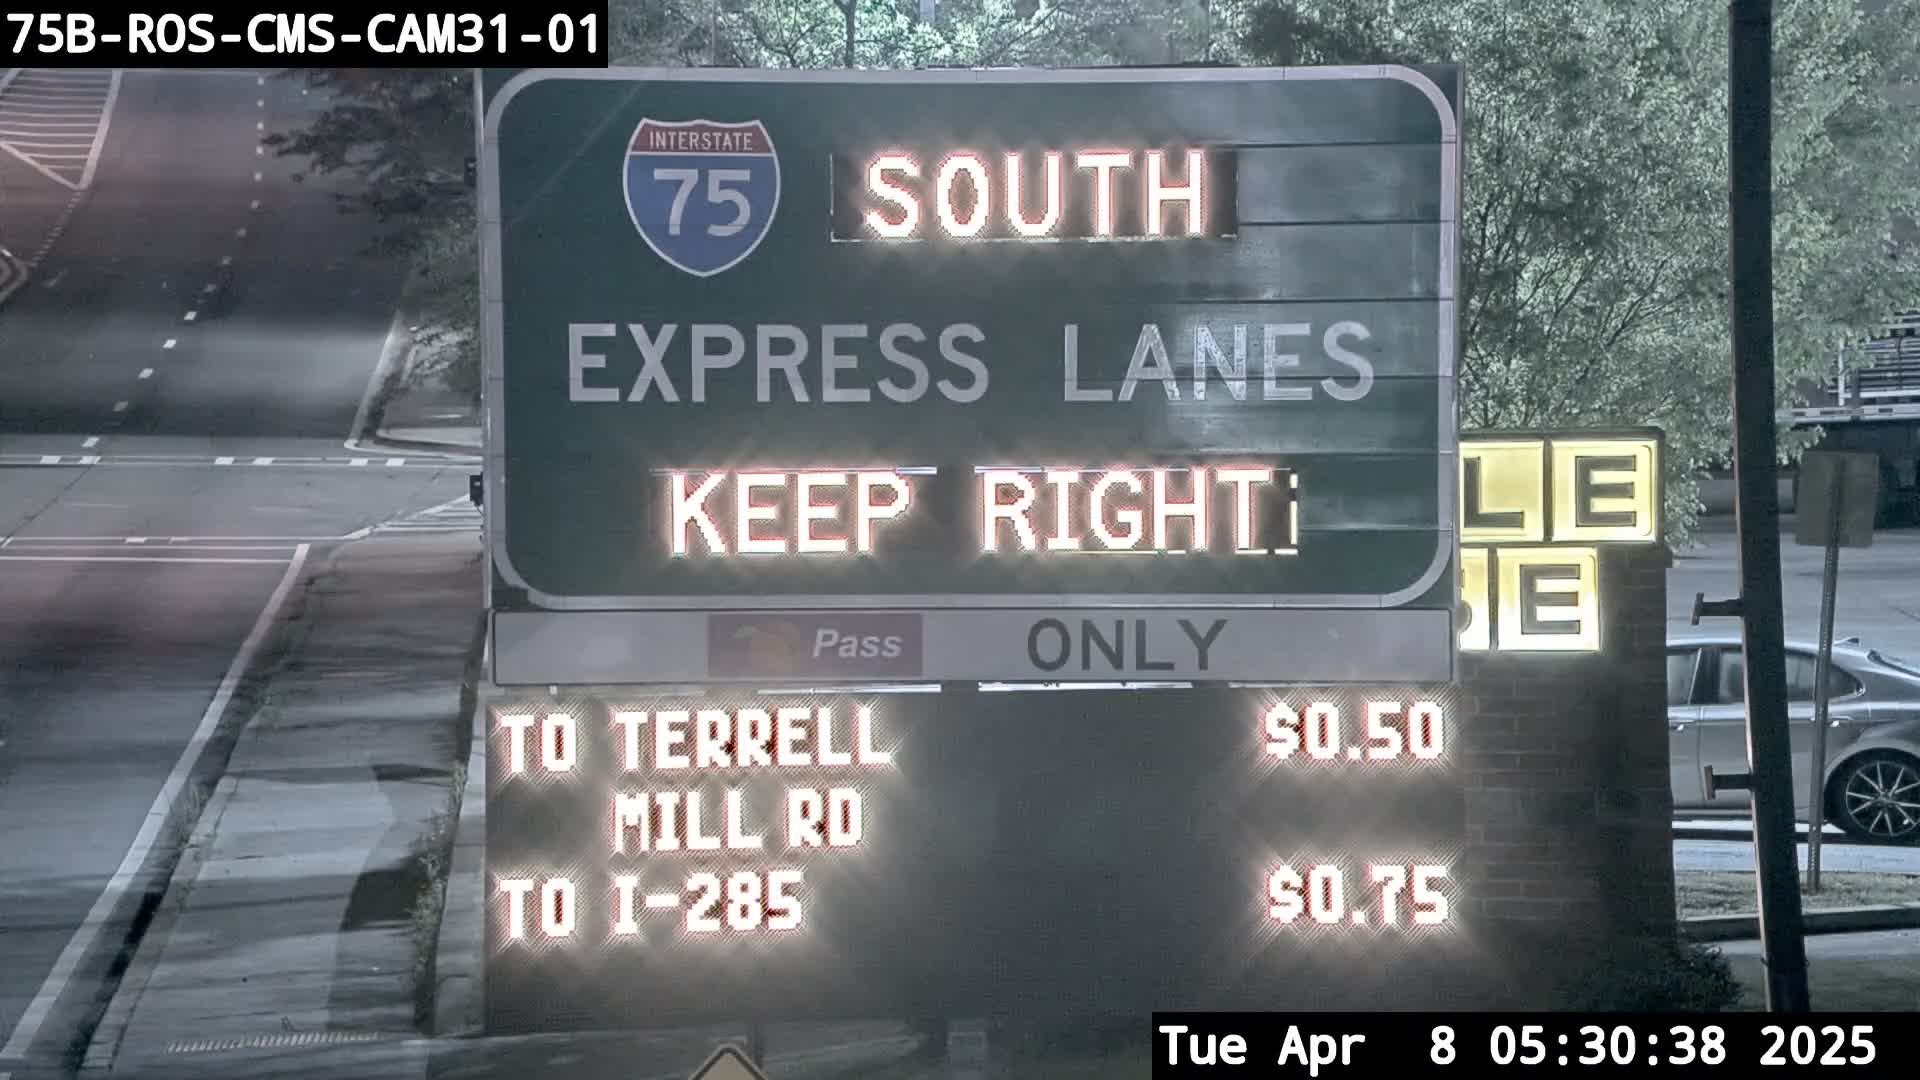 75B-ROS-CMS-CAM31-01
INTERSTATE
75
SOUTH
EXPRESS LANES
KEEP RIGHT
Pass ONLY
LE
E
TO TERRELL $0.50
MILL RD
TO I-285 $0.75
Tue Apr 8 05:30:38 2025